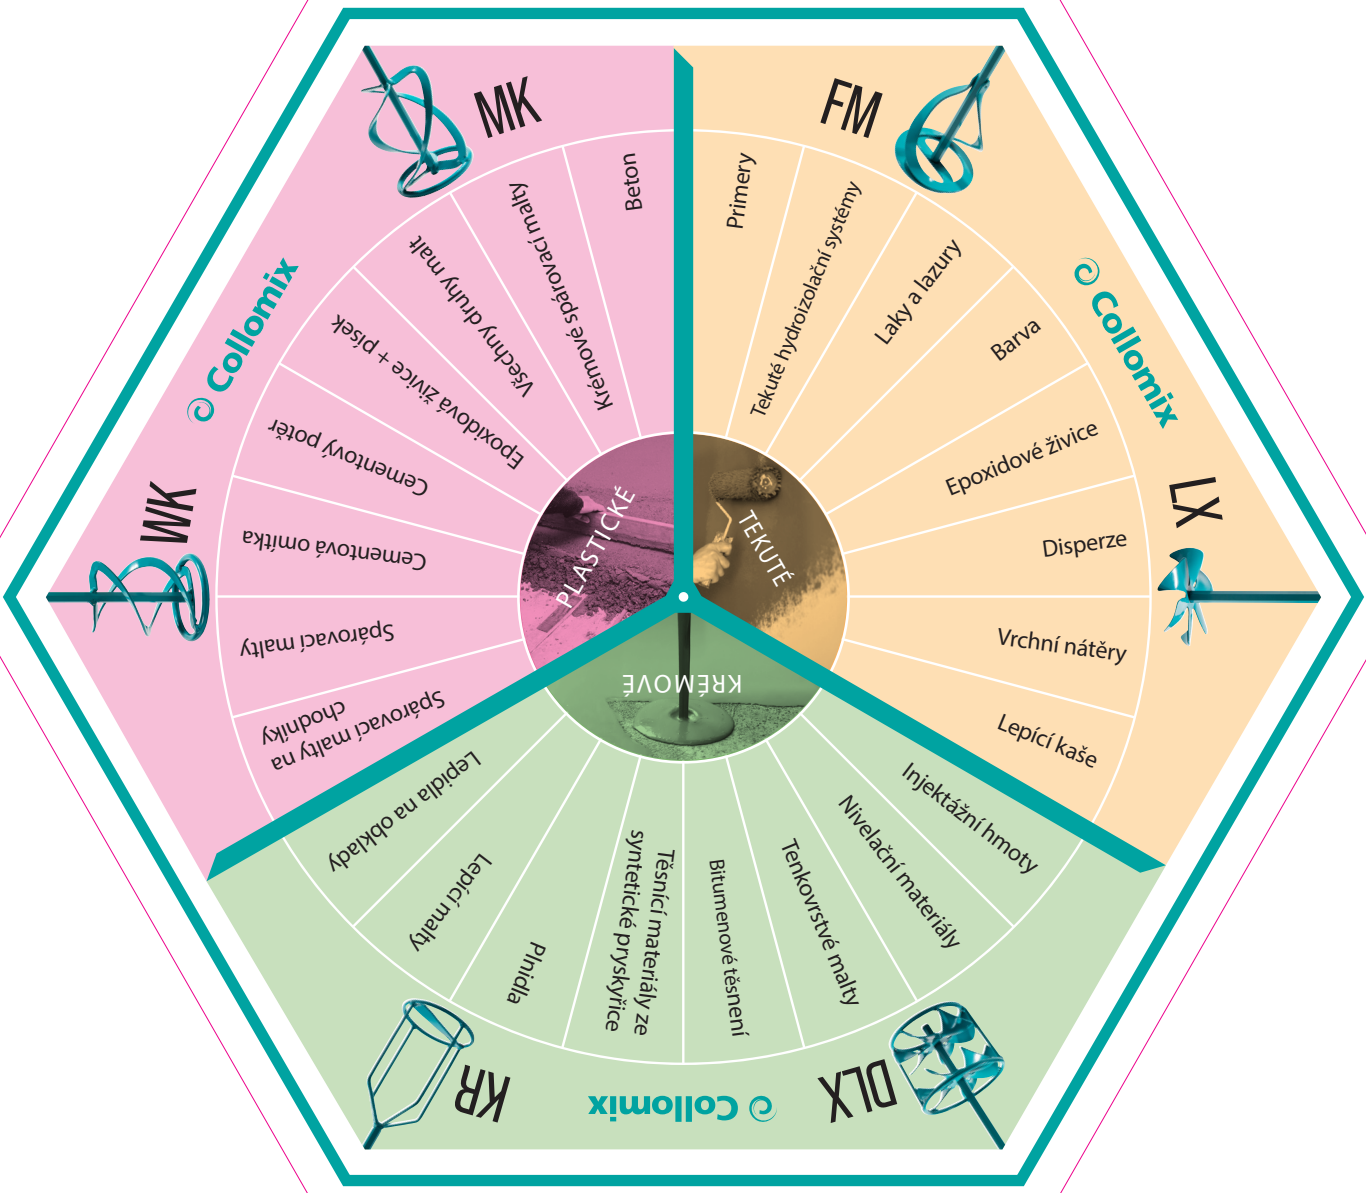 MK
FM
Beton
Krémové spárovací malty
Všechny druhy malt
Epoxidová živice + písek
Cementový potěr
Cementová omítka
Spárovací malty
Spárovací malty na
chodníky
Collomix
WK
Primery
Tekuté hydroizolační systémy
Laky a lazury
Barva
Epoxidové živice
Disperze
Vrchní nátěry
Lepící kaše
Collomix
LX
PLASTICKÉ
TEKUTÉ
KRÉMOVÉ
Injektážní hmoty
Nivelační materiály
Tenkovrstvé malty
Bitumenové těsnení
Těsnící materiály ze
syntetické pryskyřice
Plnidla
Lepící malty
Lepidla na obklady
DLX
Collomix
KR